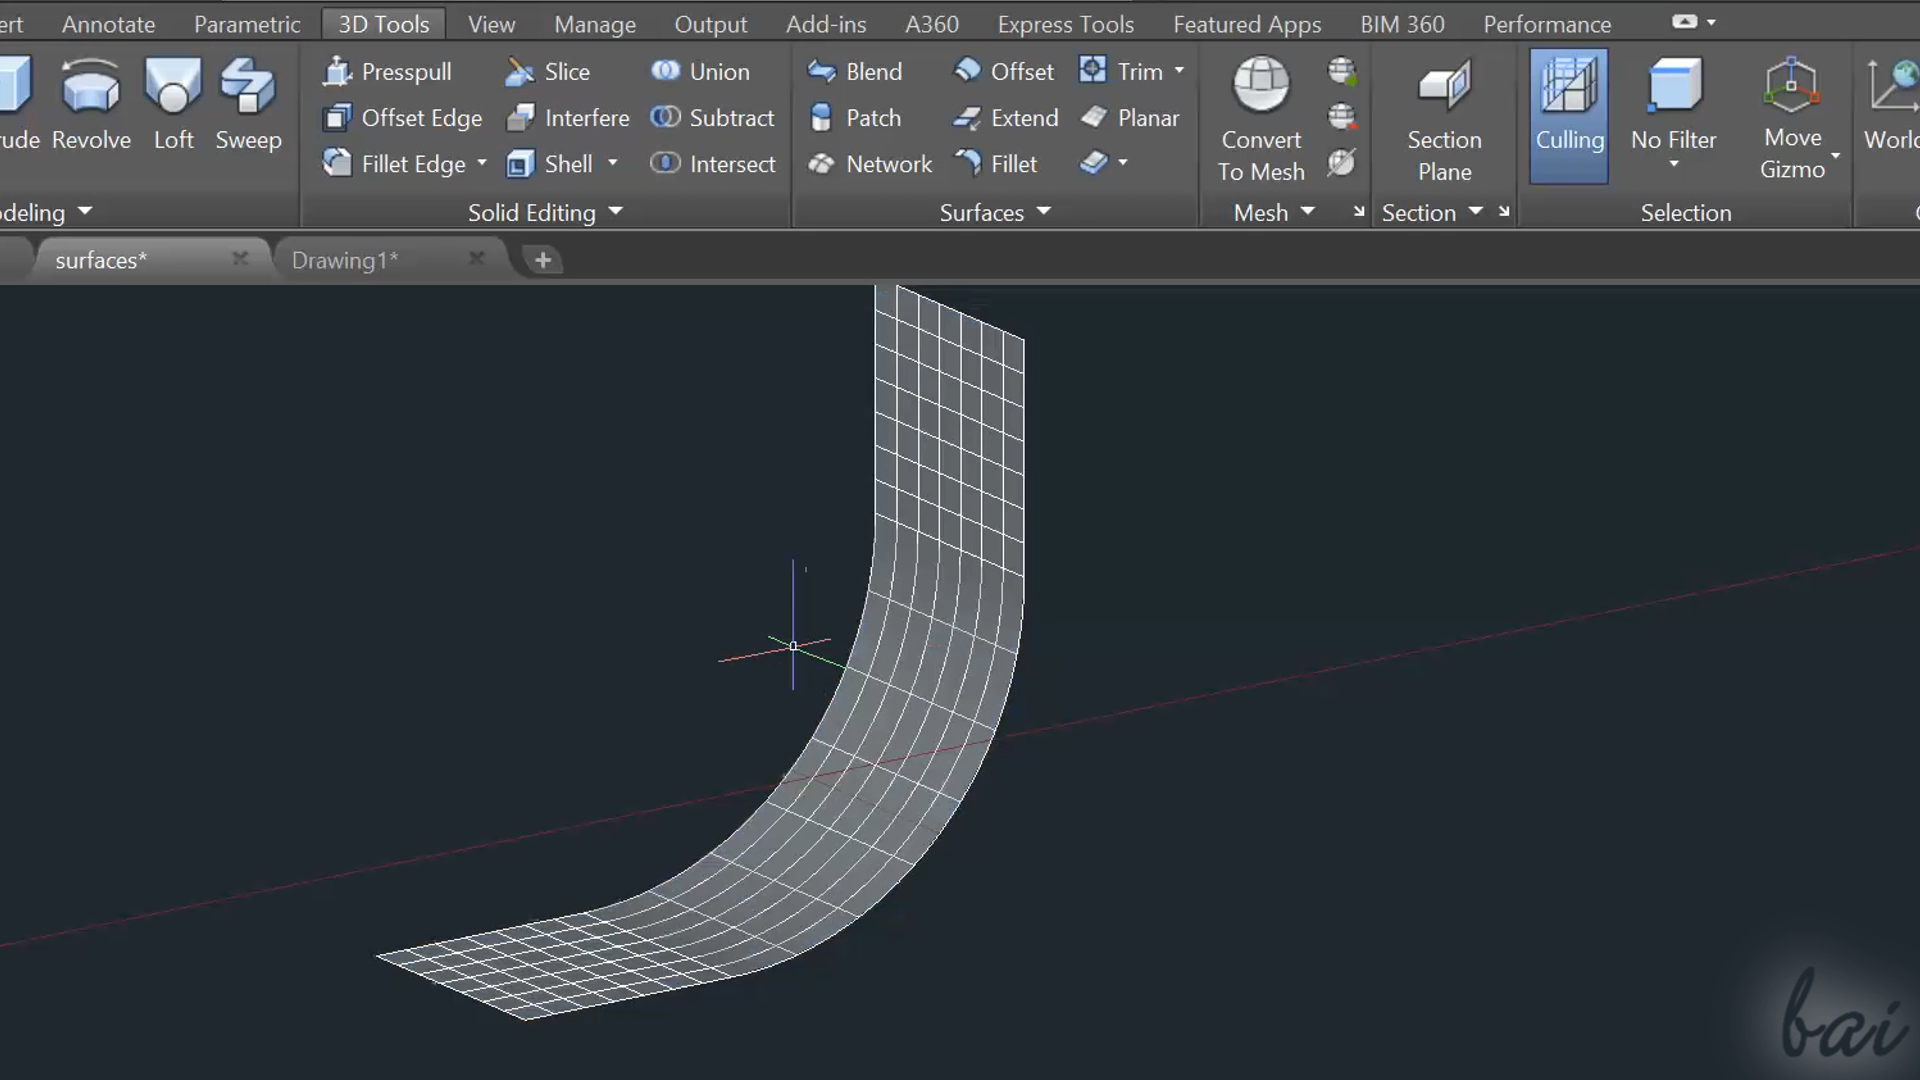 ert Annotate Parametric 3D Tools View Manage Output Add-ins A360 Express Tools Featured Apps BIM 360 Performance
Presspull Slice Union Blend Offset Trim
Offset Edge Interfere Subtract Patch Extend Planar
ude Revolve Loft Sweep Convert Section Culling No Filter Move World
Fillet Edge Shell Intersect Network Fillet To Mesh Plane Gizmo
deling Solid Editing Surfaces Mesh Section Selection
surfaces* Drawing1*
bai